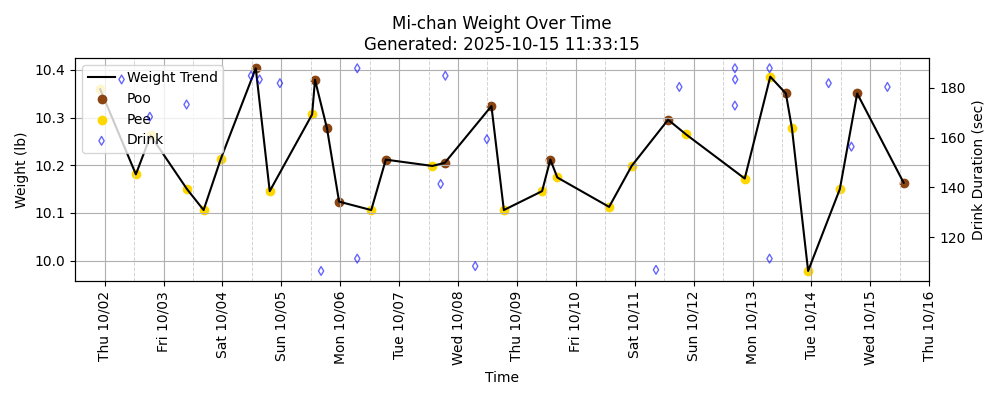 Mi-chan Weight Over Time
Generated: 2025-10-15 11:33:15
Weight (lb)
10.4
10.3
10.2
10.1
10.0
Weight Trend
Poo
Pee
Drink
180
160
140
120
Drink Duration (sec)
Thu 10/02
Fri 10/03
Sat 10/04
Sun 10/05
Mon 10/06
Tue 10/07
Wed 10/08
Thu 10/09
Fri 10/10
Sat 10/11
Sun 10/12
Mon 10/13
Tue 10/14
Wed 10/15
Thu 10/16
Time